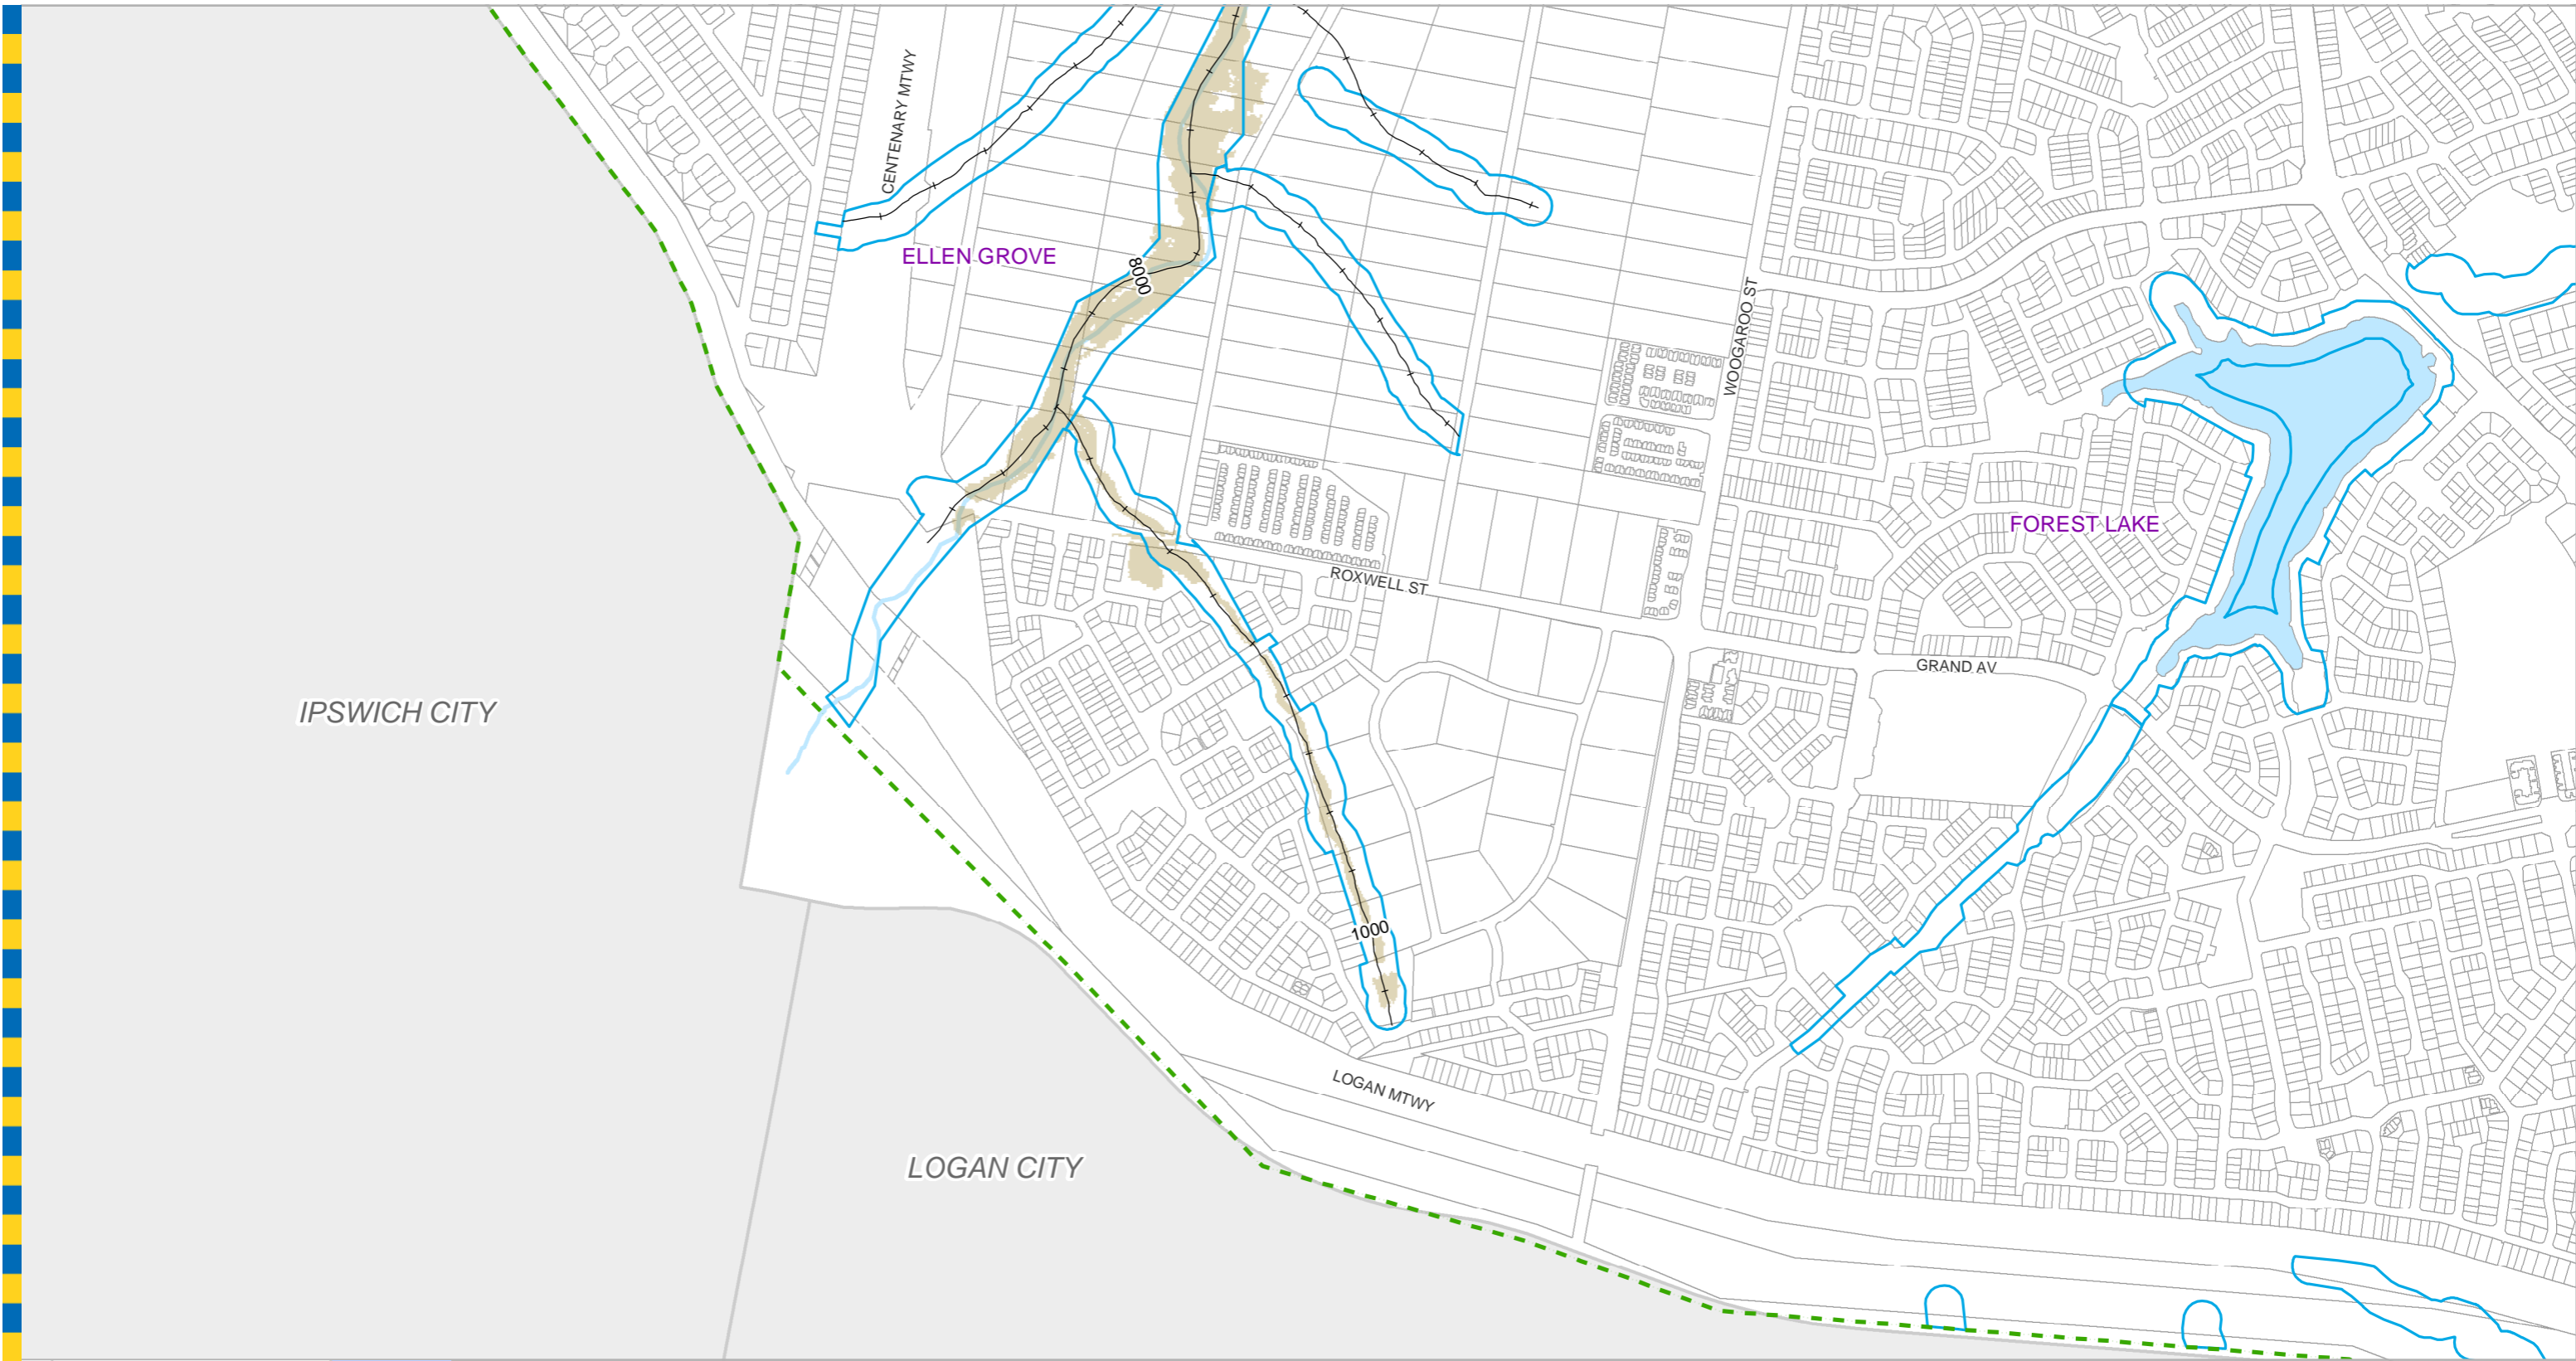 CENTENARY MTWY
ELLEN GROVE
8000
WOOGAROO ST
FOREST LAKE
ROXWELL ST
GRAND AV
IPSWICH CITY
1000
LOGAN MTWY
LOGAN CITY